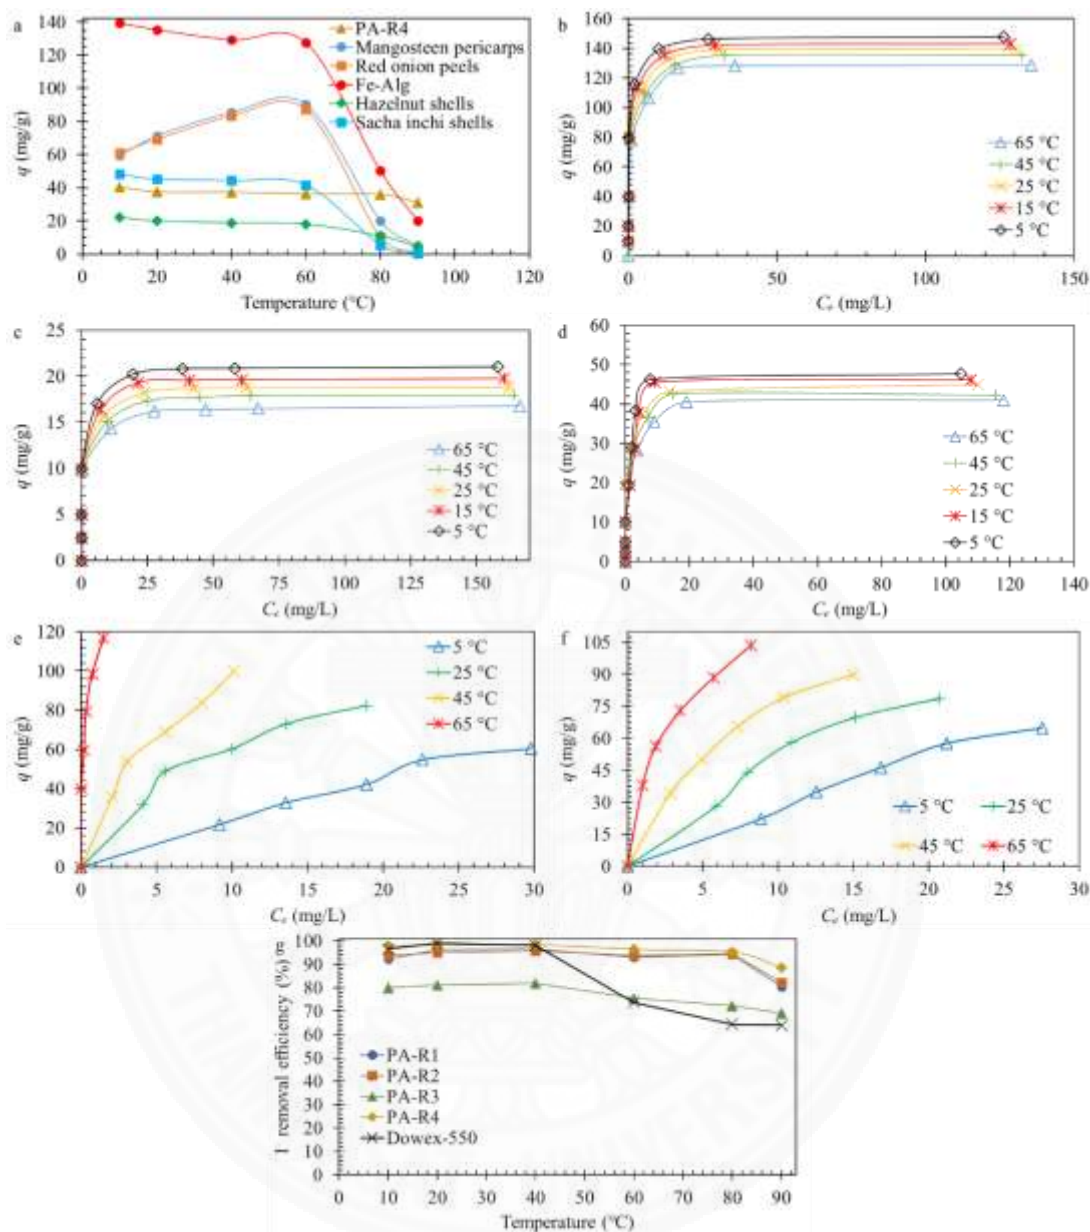 a
q (mg/g)
140
120
100
80
60
40
20
0
PA-R4
Mangosteen pericarps
Red onion peels
Fe-Alg
Hazelnut shells
Sacha inchi shells
0 20 40 60 80 100 120
Temperature (°C)
b
q (mg/g)
160
140
120
100
80
60
40
20
0
65 °C
45 °C
25 °C
15 °C
5 °C
0 50 100 150
Ce (mg/L)
c
q (mg/g)
25
20
15
10
5
0
65 °C
45 °C
25 °C
15 °C
5 °C
0 25 50 75 100 125 150
Ce (mg/L)
d
q (mg/g)
60
50
40
30
20
10
0
65 °C
45 °C
25 °C
15 °C
5 °C
0 20 40 60 80 100 120 140
Ce (mg/L)
e
q (mg/g)
120
100
80
60
40
20
0
5 °C
25 °C
45 °C
65 °C
0 5 10 15 20 25 30
Ce (mg/L)
f
q (mg/g)
105
90
75
60
45
30
15
0
5 °C 25 °C
45 °C 65 °C
0 5 10 15 20 25 30
Ce (mg/L)
g
I removal efficiency (%)
100
90
80
70
60
50
40
30
20
10
0
PA-R1
PA-R2
PA-R3
PA-R4
Dowex-550
0 10 20 30 40 50 60 70 80 90
Temperature (°C)